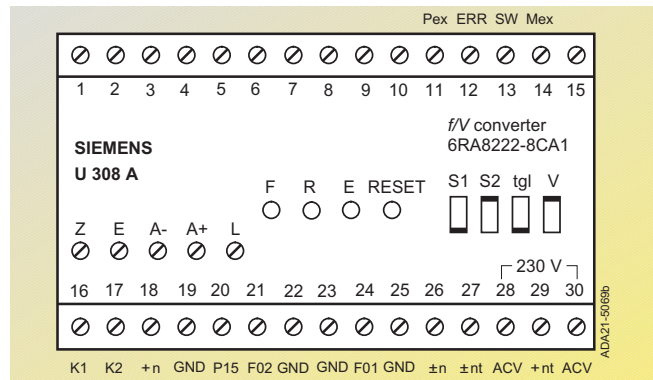 Pex ERR SW Mex
1 2 3 4 5 6 7 8 9 10 11 12 13 14 15
f/V converter
6RA8222-8CA1
SIEMENS
U 308 A
S1 S2 tgl V
F R E RESET
Z E A- A+ L
230 V
16 17 18 19 20 21 22 23 24 25 26 27 28 29 30
K1 K2 +n GND P15 F02 GND GND F01 GND ±n ±nt ACV +nt ACV
ADA21-5069b